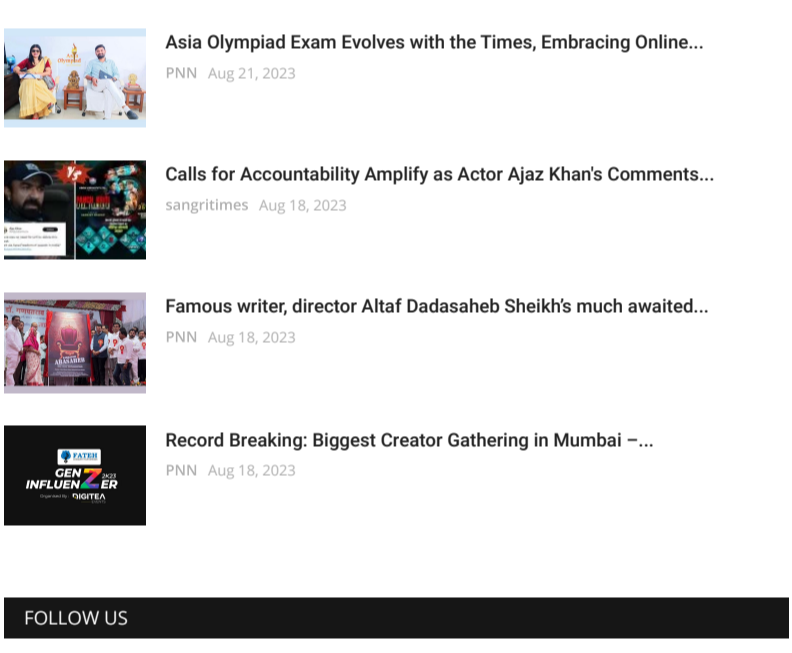 Asia Olympiad Exam Evolves with the Times, Embracing Online...
PNN Aug 21, 2023
Calls for Accountability Amplify as Actor Ajaz Khan's Comments...
sangritimes Aug 18, 2023
V/S
Famous writer, director Altaf Dadasaheb Sheikh’s much awaited...
PNN Aug 18, 2023
ABASAHEB
Record Breaking: Biggest Creator Gathering in Mumbai –...
PNN Aug 18, 2023
FATEH
GEN Z 2K23
INFLUENZER
Organised By DIGITEA
FOLLOW US